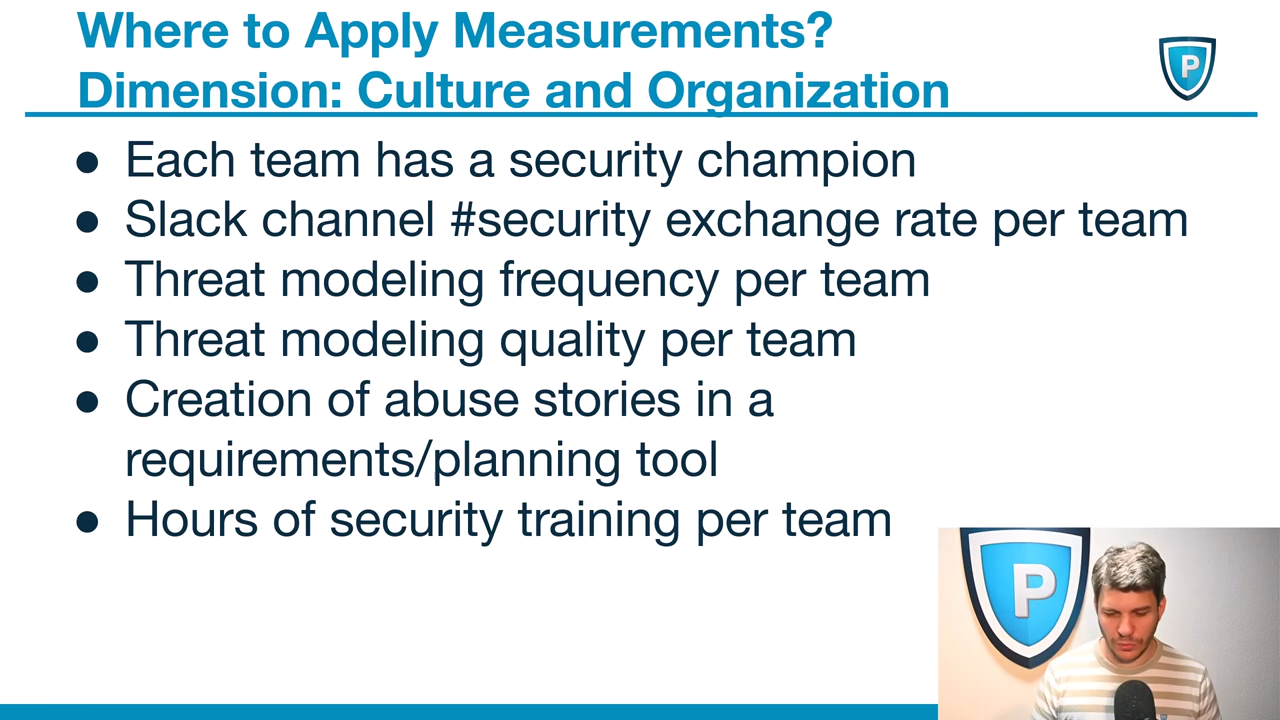 Where to Apply Measurements?
Dimension: Culture and Organization
P
● Each team has a security champion
● Slack channel #security exchange rate per team
● Threat modeling frequency per team
● Threat modeling quality per team
● Creation of abuse stories in a
requirements/planning tool
● Hours of security training per team
P